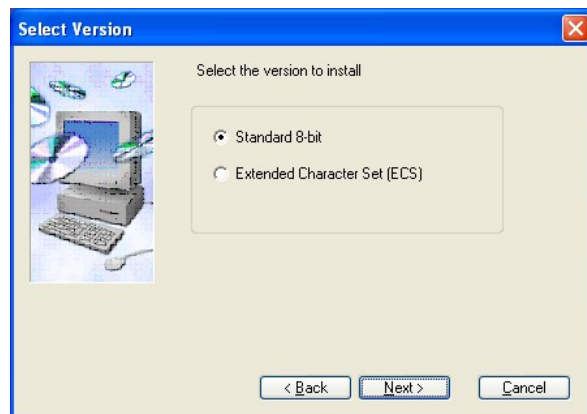 Select Version
Select the version to install
Standard 8-bit
Extended Character Set (ECS)
< Back
Next >
Cancel